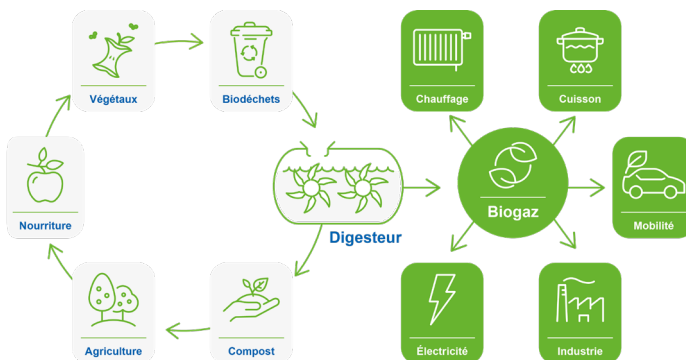 Végétaux
Biodéchets
Chauffage
Cuisson
Nourriture
Digesteur
Biogaz
Mobilité
Agriculture
Compost
Électricité
Industrie